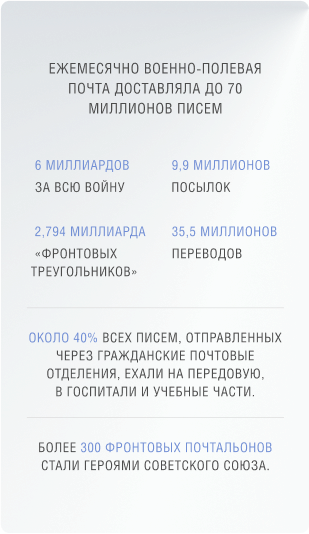 ЕЖЕМЕСЯЧНО ВОЕННО-ПОЛЕВАЯ
ПОЧТА ДОСТАВЛЯЛА ДО 70
МИЛЛИОНОВ ПИСЕМ
6 МИЛЛИАРДОВ
ЗА ВСЮ ВОЙНУ
9,9 МИЛЛИОНОВ
ПОСЫЛОК
2,794 МИЛЛИАРДА
«ФРОНТОВЫХ
ТРЕУГОЛЬНИКОВ»
35,5 МИЛЛИОНОВ
ПЕРЕВОДОВ
ОКОЛО 40% ВСЕХ ПИСЕМ, ОТПРАВЛЕННЫХ
ЧЕРЕЗ ГРАЖДАНСКИЕ ПОЧТОВЫЕ
ОТДЕЛЕНИЯ, ЕХАЛИ НА ПЕРЕДОВУЮ,
В ГОСПИТАЛИ И УЧЕБНЫЕ ЧАСТИ.
БОЛЕЕ 300 ФРОНТОВЫХ ПОЧТАЛЬОНОВ
СТАЛИ ГЕРОЯМИ СОВЕТСКОГО СОЮЗА.